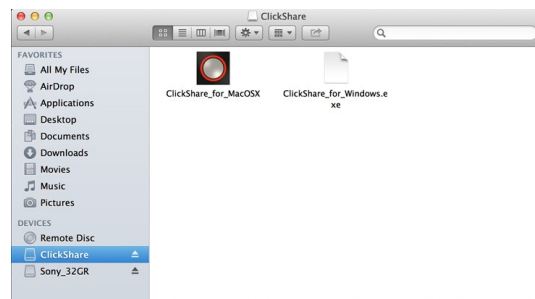 ClickShare
FAVORITES
All My Files
AirDrop
Applications
Desktop
Documents
Downloads
Movies
Music
Pictures
DEVICES
Remote Disc
ClickShare
Sony_32GR
ClickShare_for_MacOSX
ClickShare_for_Windows.e
xe